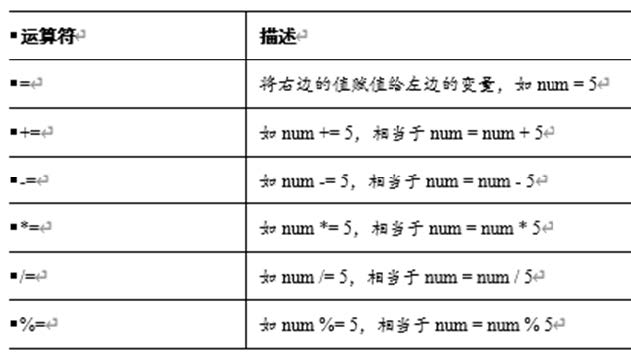 运算符 描述
= 将右边的值赋值给左边的变量，如 num = 5
+= 如 num += 5，相当于 num = num + 5
-= 如 num -= 5，相当于 num = num - 5
*= 如 num *= 5，相当于 num = num * 5
/= 如 num /= 5，相当于 num = num / 5
%= 如 num %= 5，相当于 num = num % 5